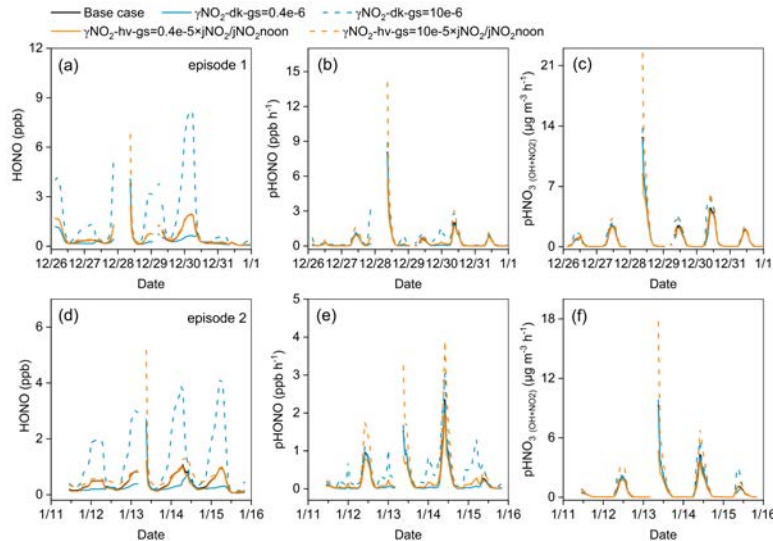 Base case γNO2-dk-gs=0.4e-6 γNO2-dk-gs=10e-6
γNO2-hv-gs=0.4e-5×jNO2/jNO2noon γNO2-hv-gs=10e-5×jNO2/jNO2noon
(a) episode 1
HONO (ppb)
12
9
6
3
0
12/26 12/27 12/28 12/29 12/30 12/31 1/1
Date
(b)
pHONO (ppb h-1)
15
12
9
6
3
0
12/26 12/27 12/28 12/29 12/30 12/31 1/1
Date
(c)
pHNO3 (OH+NO2) (μg m-3 h-1)
21
14
7
0
12/26 12/27 12/28 12/29 12/30 12/31 1/1
Date
(d) episode 2
HONO (ppb)
6
4
2
0
1/11 1/12 1/13 1/14 1/15 1/16
Date
(e)
pHONO (ppb h-1)
5
4
3
2
1
0
1/11 1/12 1/13 1/14 1/15 1/16
Date
(f)
pHNO3 (OH+NO2) (μg m-3 h-1)
18
12
6
0
1/11 1/12 1/13 1/14 1/15 1/16
Date